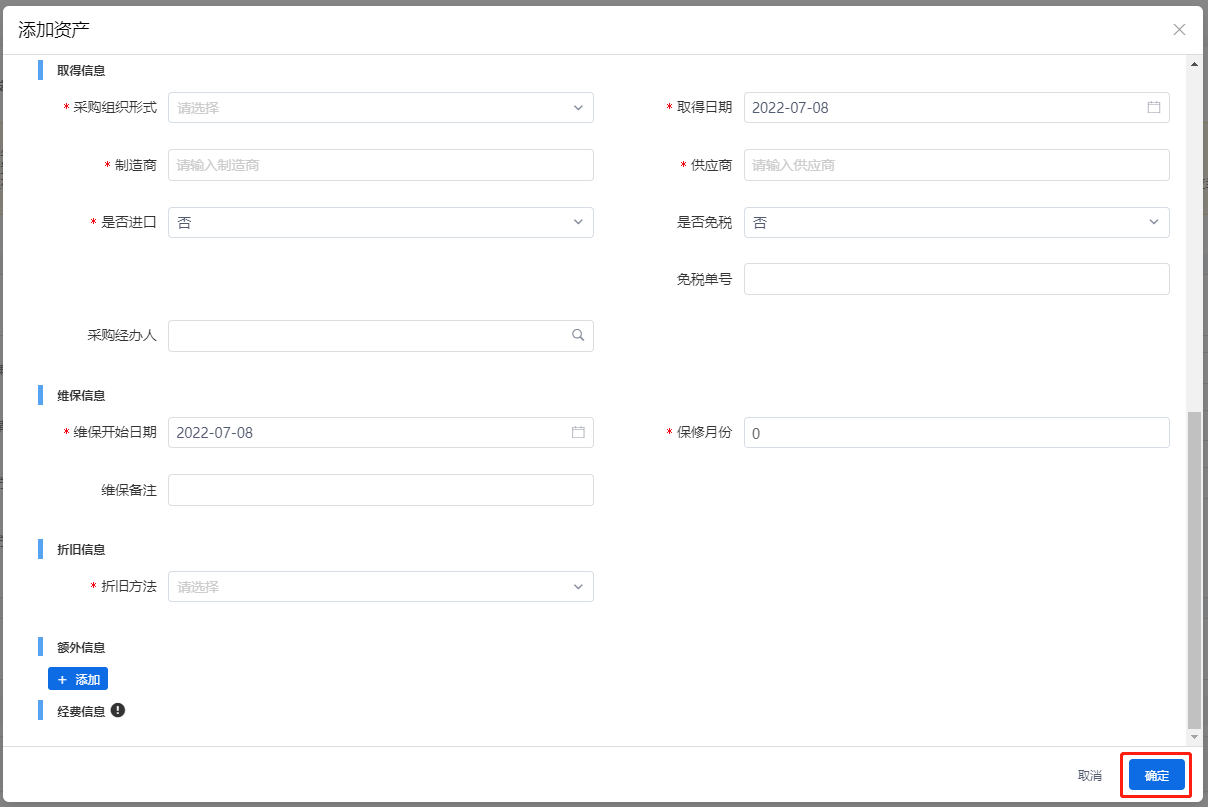 添加资产
取得信息
* 采购组织形式 请选择
* 取得日期 2022-07-08
* 制造商 请输入制造商
* 供应商 请输入供应商
* 是否进口 否
是否免税 否
免税单号
采购经办人
维保信息
* 维保开始日期 2022-07-08
* 保修月份 0
维保备注
折旧信息
* 折旧方法 请选择
额外信息
+ 添加
经费信息
取消 确定